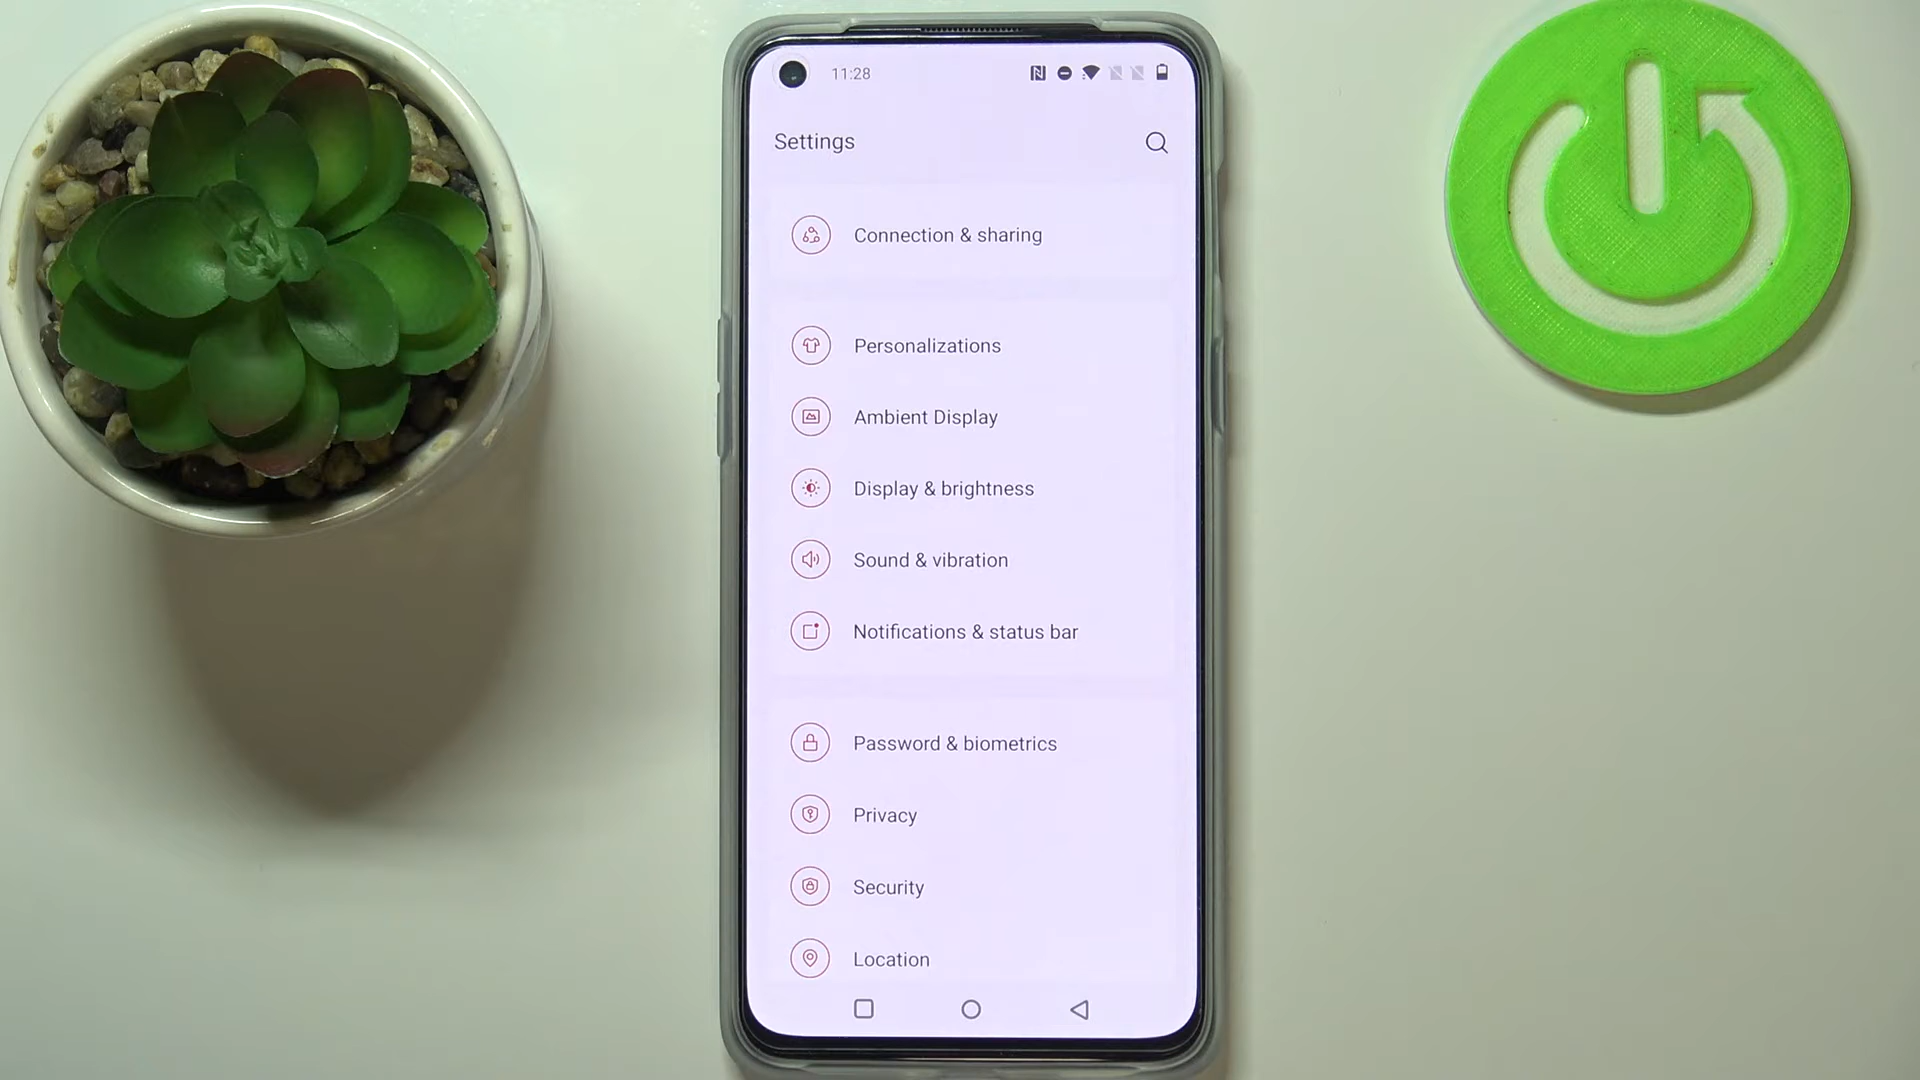 11:28
Settings
Connection & sharing
Personalizations
Ambient Display
Display & brightness
Sound & vibration
Notifications & status bar
Password & biometrics
Privacy
Security
Location